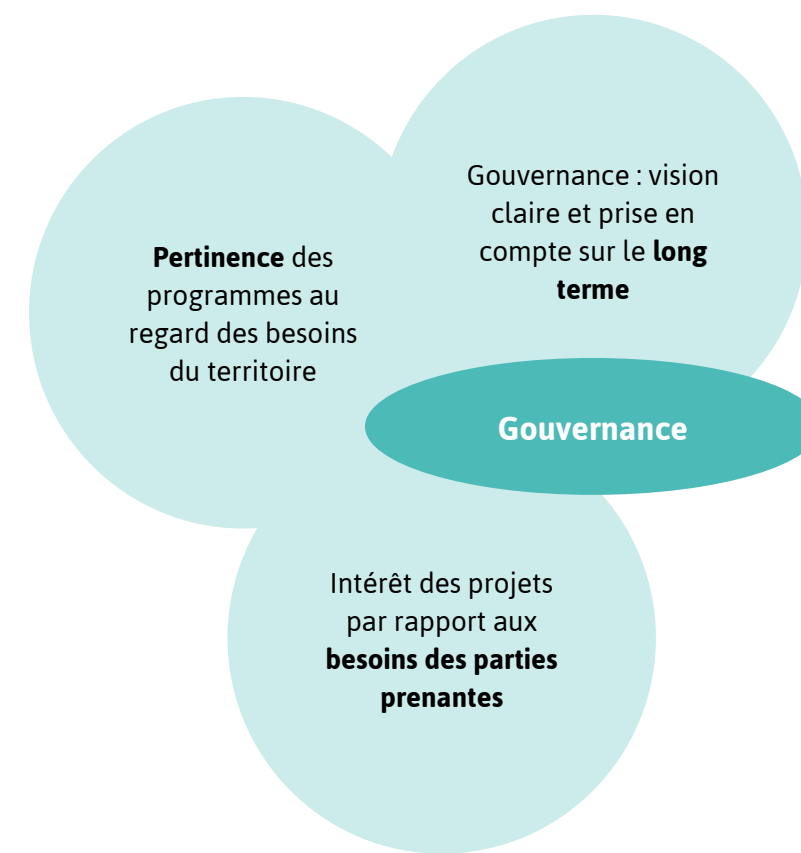 Gouvernance : vision
claire et prise en
compte sur le long
terme
Pertinence des
programmes au
regard des besoins
du territoire
Gouvernance
Intérêt des projets
par rapport aux
besoins des parties
prenantes